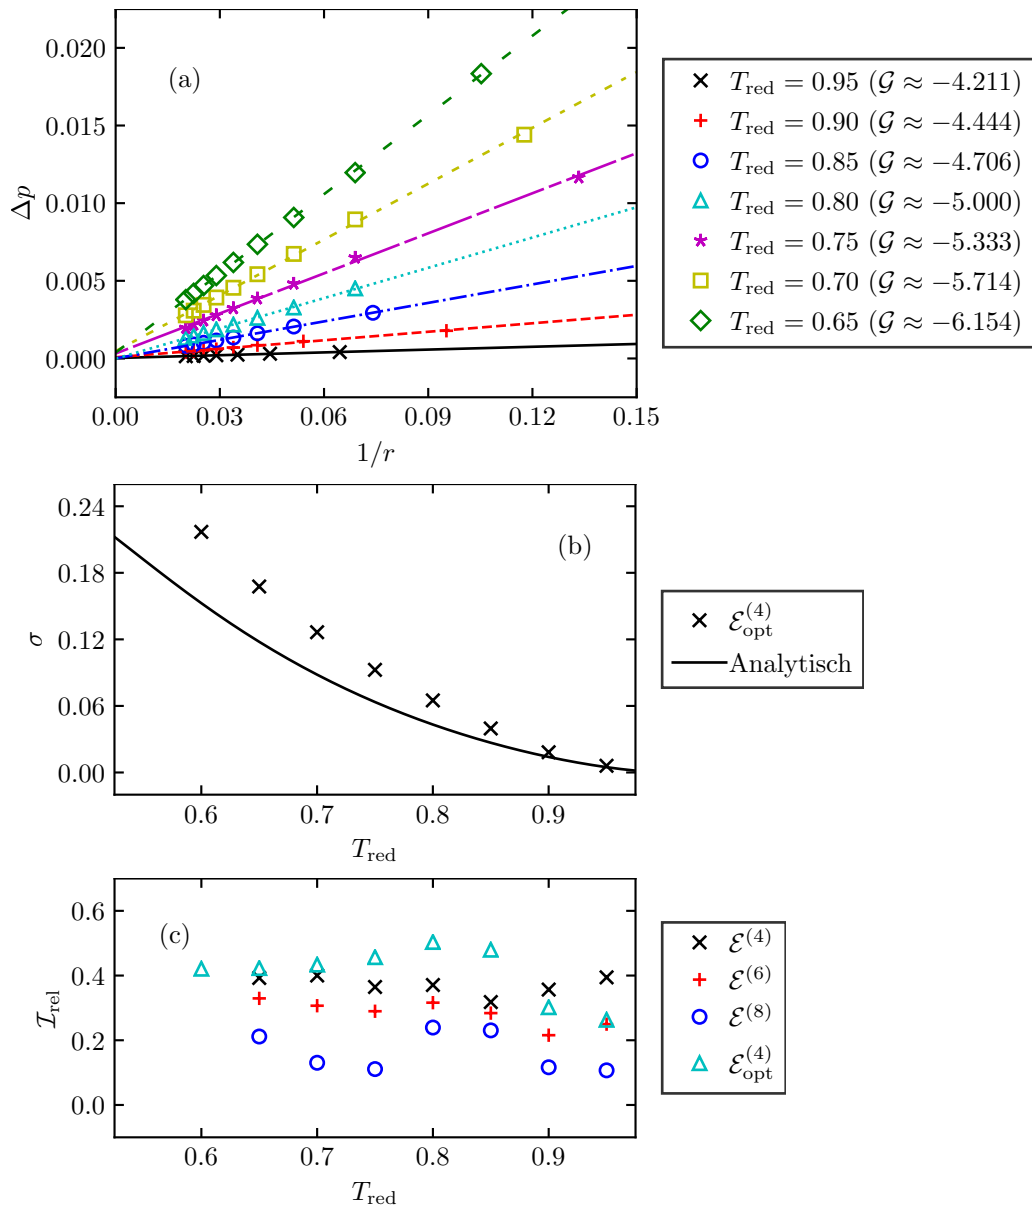 0.020
0.015
0.010
0.005
0.000
Δp
(a)
0.00 0.03 0.06 0.09 0.12 0.15
1/r
T_red = 0.95 (𝒢 ≈ −4.211)
T_red = 0.90 (𝒢 ≈ −4.444)
T_red = 0.85 (𝒢 ≈ −4.706)
T_red = 0.80 (𝒢 ≈ −5.000)
T_red = 0.75 (𝒢 ≈ −5.333)
T_red = 0.70 (𝒢 ≈ −5.714)
T_red = 0.65 (𝒢 ≈ −6.154)
0.24
0.18
0.12
0.06
0.00
σ
(b)
0.6 0.7 0.8 0.9
T_red
ℰ_opt^(4)
Analytisch
0.6
0.4
0.2
0.0
ℐ_rel
(c)
0.6 0.7 0.8 0.9
T_red
ℰ^(4)
ℰ^(6)
ℰ^(8)
ℰ_opt^(4)